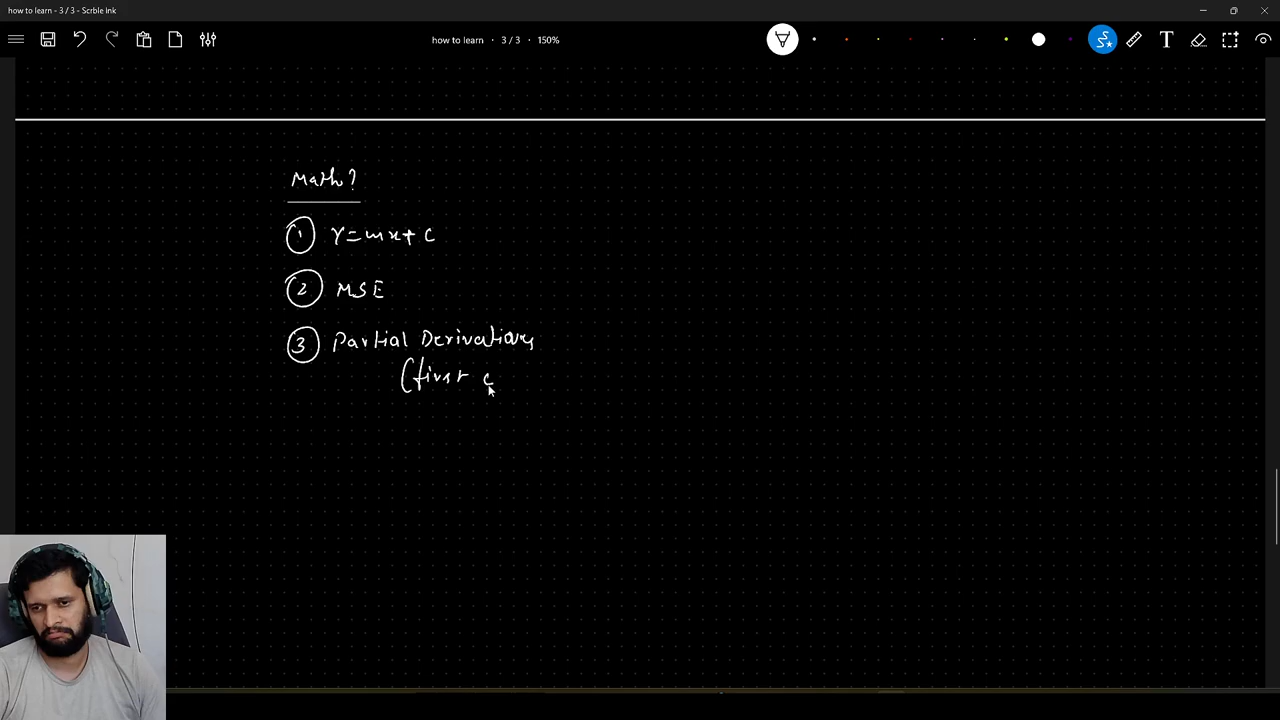 how to learn - 3 / 3 - Scrble Ink
how to learn · 3 / 3 · 150%
T
Math?
1 Y=mx+c
2 MSE
3 Partial Derivatives
(first c